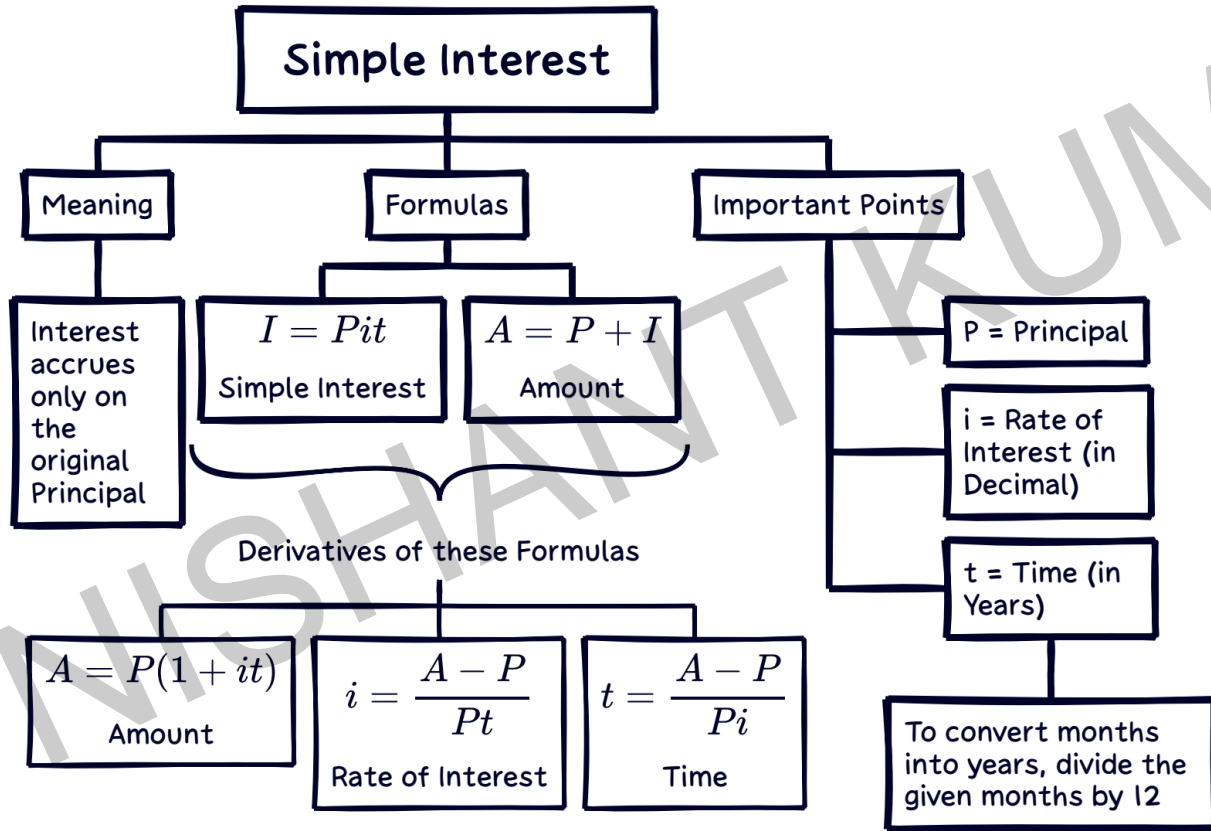 Simple Interest
Meaning
Formulas
Important Points
Interest
accrues
only on
the
original
Principal
I = Pit
Simple Interest
A = P + I
Amount
P = Principal
i = Rate of
Interest (in
Decimal)
t = Time (in
Years)
To convert months
into years, divide the
given months by 12
Derivatives of these Formulas
A = P(1 + it)
Amount
i = \frac{A - P}{Pt}
Rate of Interest
t = \frac{A - P}{Pi}
Time
NISHANT KUM